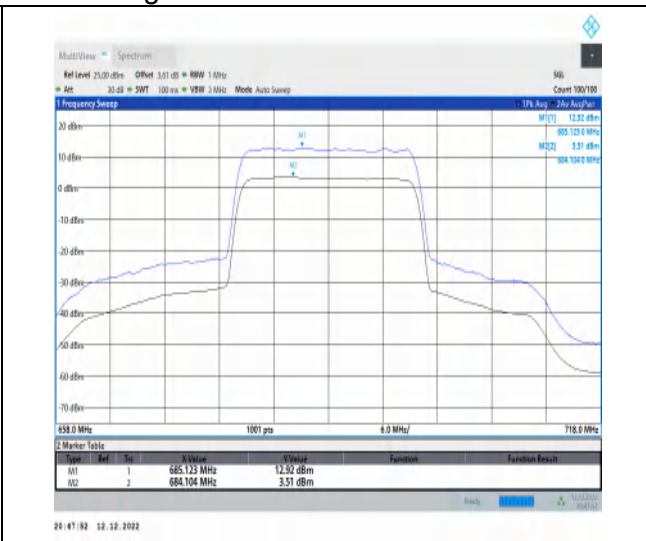 MultiView Spectrum
Ref Level 25.00 dBm Offset 3.61 dB RBW 1 MHz SGL
Att 30 dB SWT 100 ms VBW 3 MHz Mode Auto Sweep Count 100/100
1 Frequency Sweep 1Pk Avg 2Av AvgPwr
M1[1] 12.92 dBm
685.1230 MHz
M2[2] 3.51 dBm
684.1040 MHz
20 dBm
M1
10 dBm
M2
0 dBm
-10 dBm
-20 dBm
-30 dBm
-40 dBm
-50 dBm
-60 dBm
-70 dBm
658.0 MHz 1001 pts 6.0 MHz/ 718.0 MHz
2 Marker Table
Type Ref Trc X-Value Y-Value Function Function Result
M1 1 685.123 MHz 12.92 dBm
M2 2 684.104 MHz 3.51 dBm
Ready 12.12.2022
20:47:52 12.12.2022